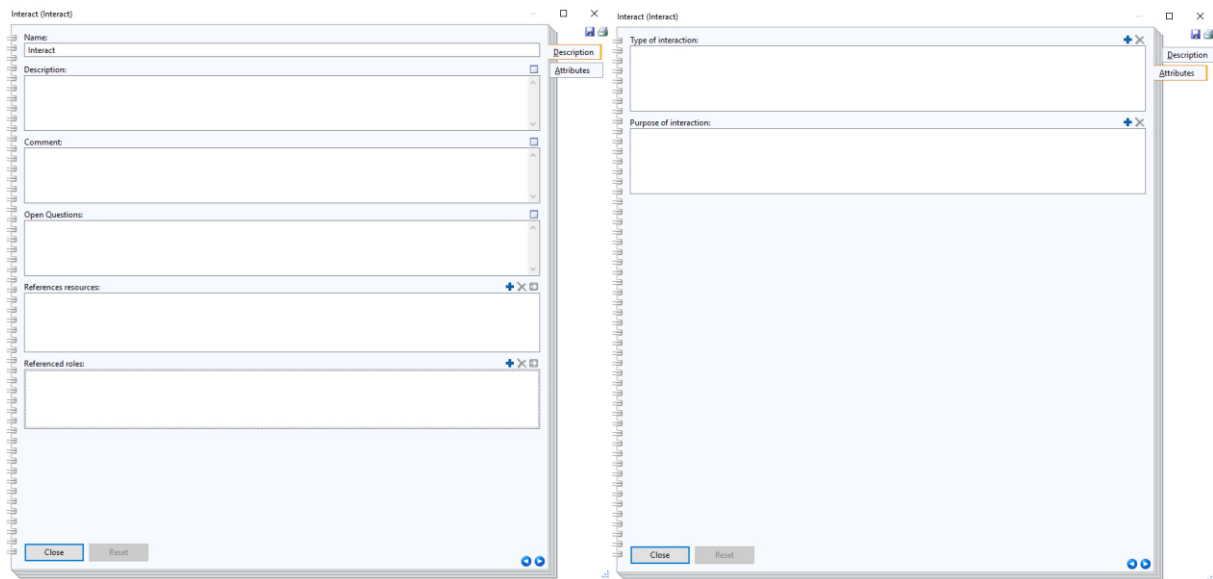 Interact (Interact)
Name:
Interact
Description
Attributes
Description:
Comment:
Open Questions:
References resources:
Referenced roles:
Close
Reset
Interact (Interact)
Type of interaction:
Description
Attributes
Purpose of interaction:
Close
Reset